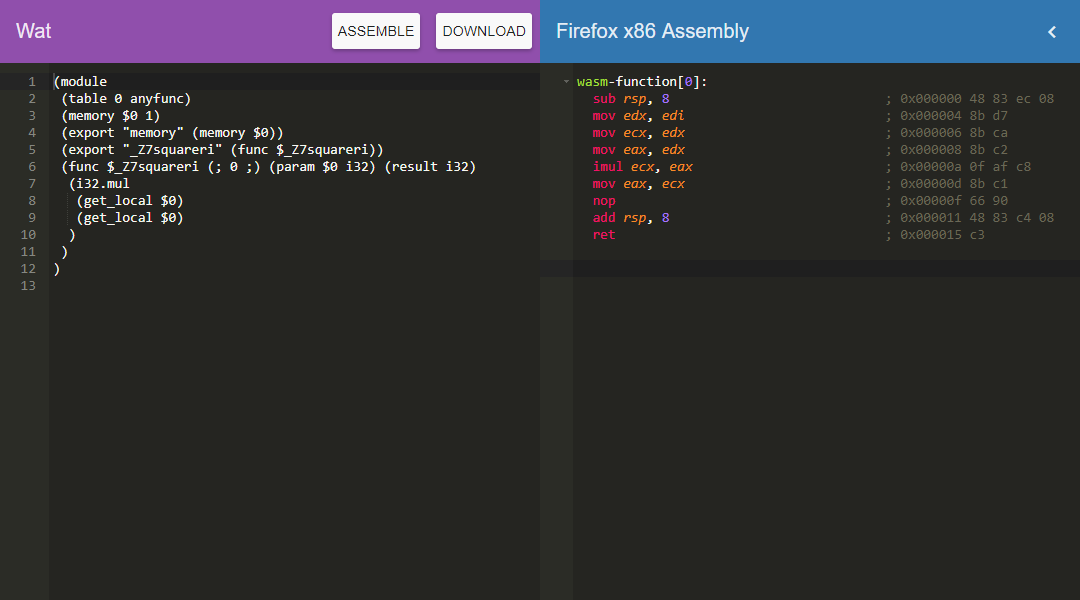 Wat
ASSEMBLE
DOWNLOAD
1 (module
2 (table 0 anyfunc)
3 (memory $0 1)
4 (export "memory" (memory $0))
5 (export "_Z7squareri" (func $_Z7squareri))
6 (func $_Z7squareri (; 0 ;) (param $0 i32) (result i32)
7 (i32.mul
8 (get_local $0)
9 (get_local $0)
10 )
11 )
12 )
13
Firefox x86 Assembly
wasm-function[0]:
sub rsp, 8 ; 0x000000 48 83 ec 08
mov edx, edi ; 0x000004 8b d7
mov ecx, edx ; 0x000006 8b ca
mov eax, edx ; 0x000008 8b c2
imul ecx, eax ; 0x00000a 0f af c8
mov eax, ecx ; 0x00000d 8b c1
nop ; 0x00000f 66 90
add rsp, 8 ; 0x000011 48 83 c4 08
ret ; 0x000015 c3